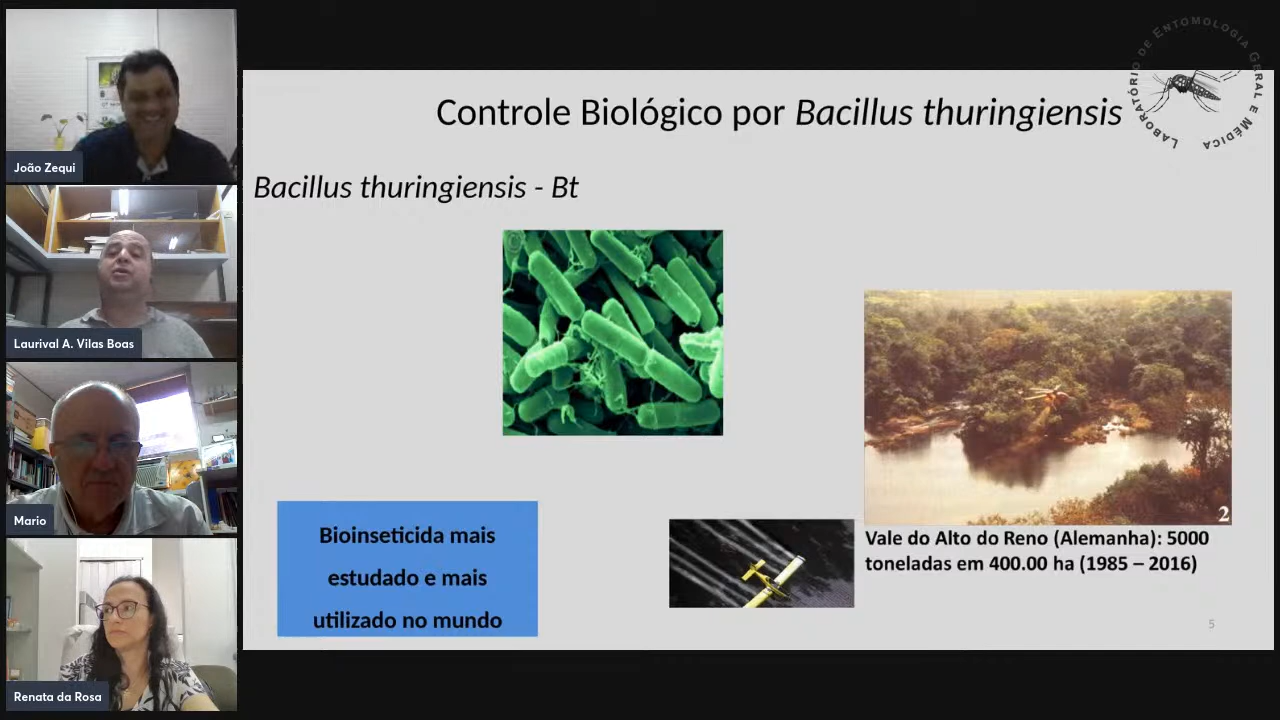 João Zequi
Laurival A. Vilas Boas
Mario
Renata da Rosa
LABORATÓRIO DE ENTOMOLOGIA GERAL E MÉDICA
Controle Biológico por Bacillus thuringiensis
Bacillus thuringiensis - Bt
Bioinseticida mais
estudado e mais
utilizado no mundo
2
Vale do Alto do Reno (Alemanha): 5000
toneladas em 400.00 ha (1985 – 2016)
5